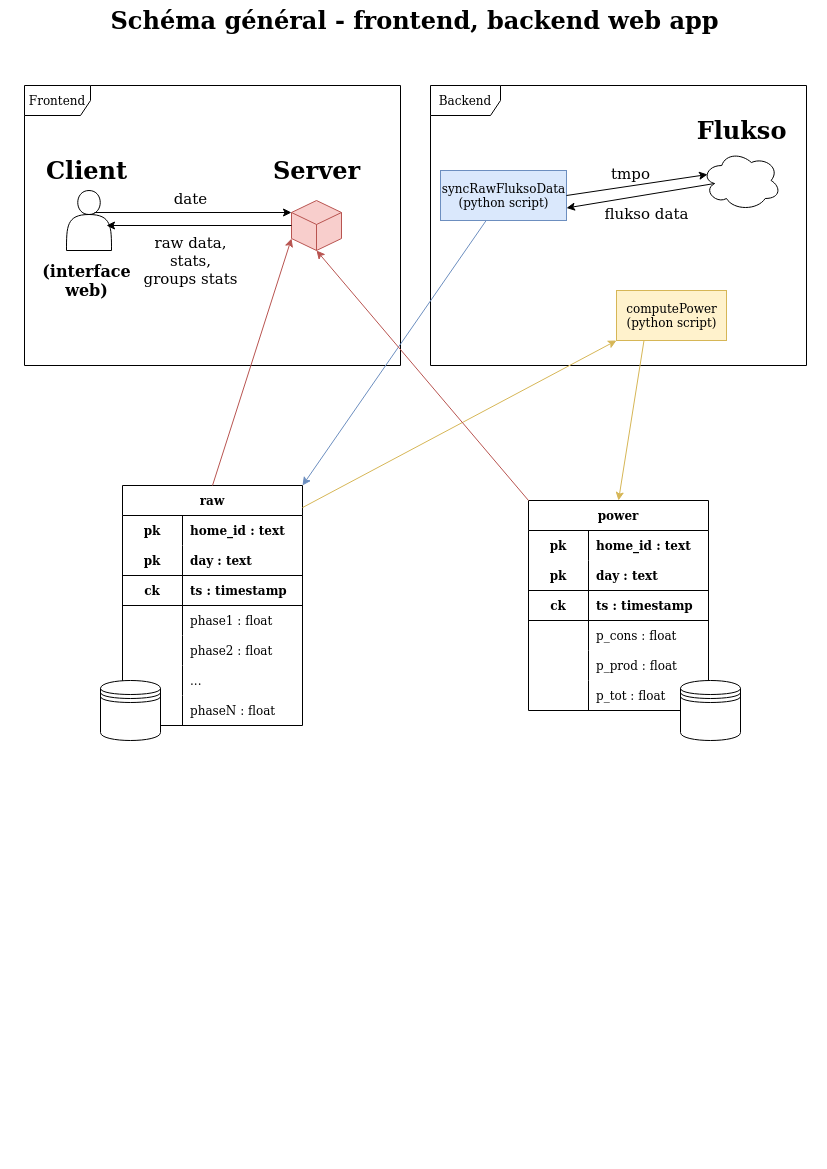 Schéma général - frontend, backend web app
Frontend
Client
Server
date
raw data,
stats,
groups stats
(interface
web)
Backend
Flukso
syncRawFluksoData
(python script)
tmpo
flukso data
computePower
(python script)
raw
pk home_id : text
pk day : text
ck ts : timestamp
phase1 : float
phase2 : float
...
phaseN : float
power
pk home_id : text
pk day : text
ck ts : timestamp
p_cons : float
p_prod : float
p_tot : float